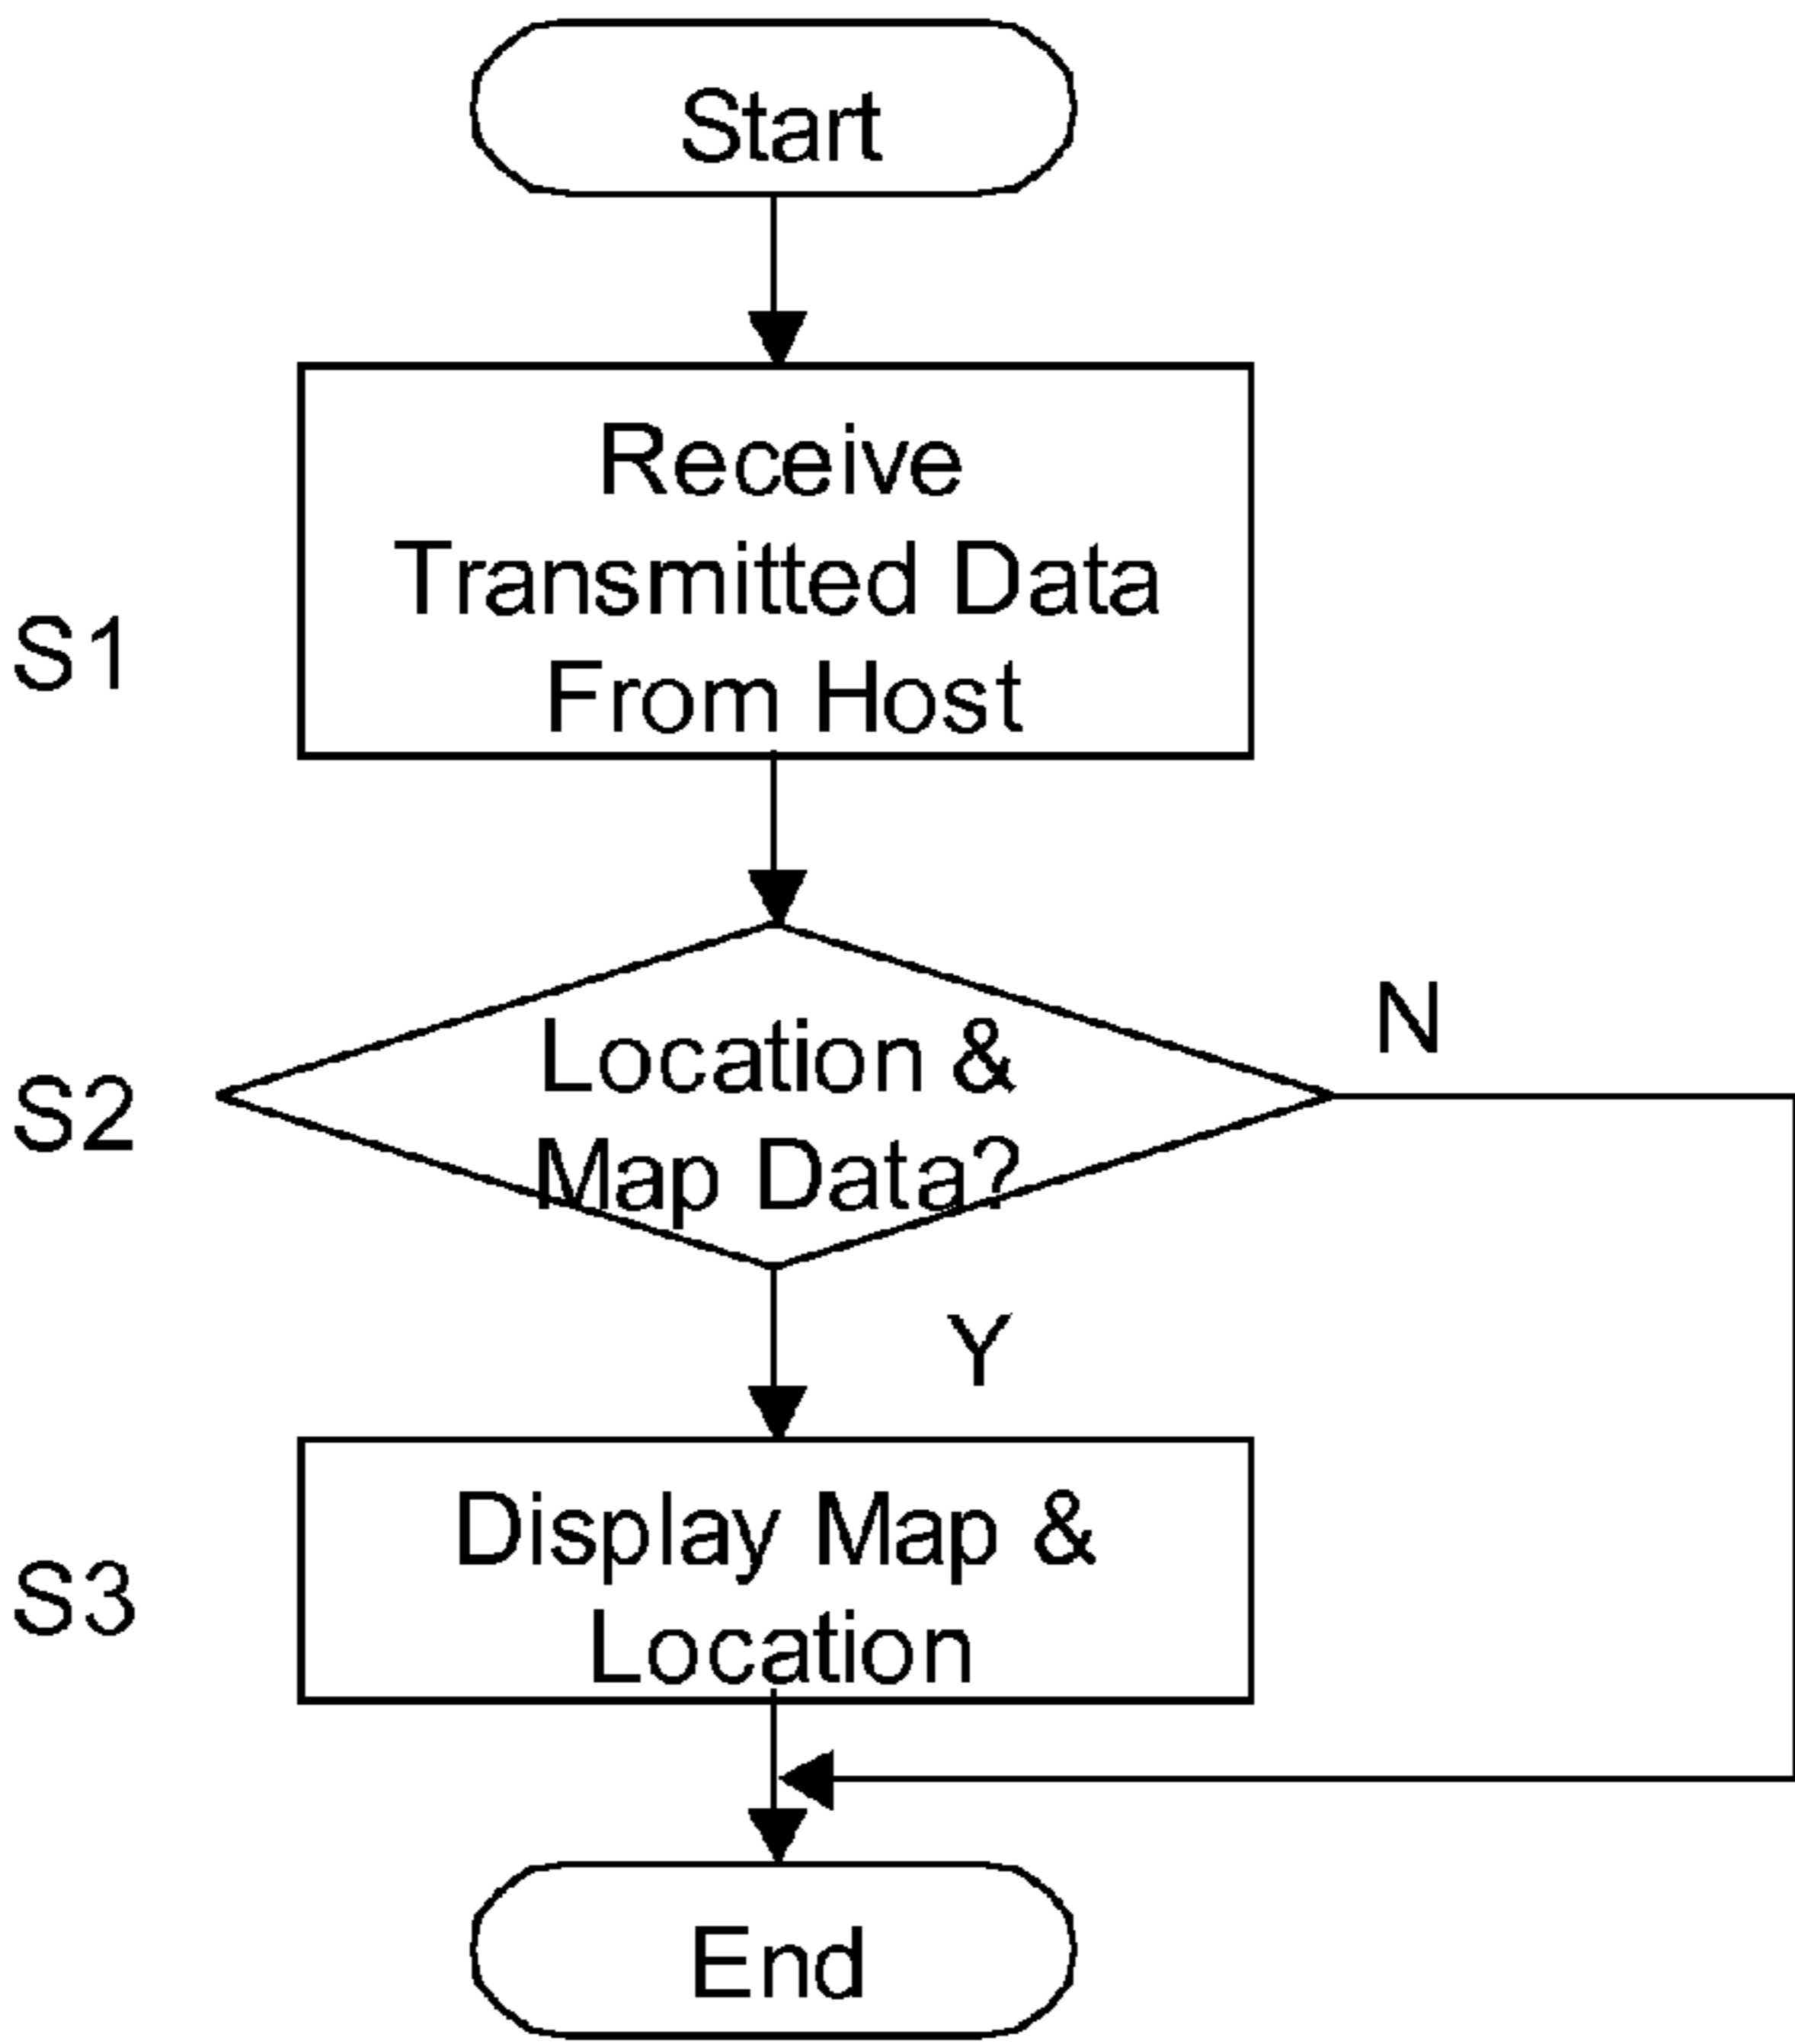 Start
Receive
Transmitted Data
From Host
S1
Location &
Map Data?
N
S2
Y
Display Map &
Location
S3
End